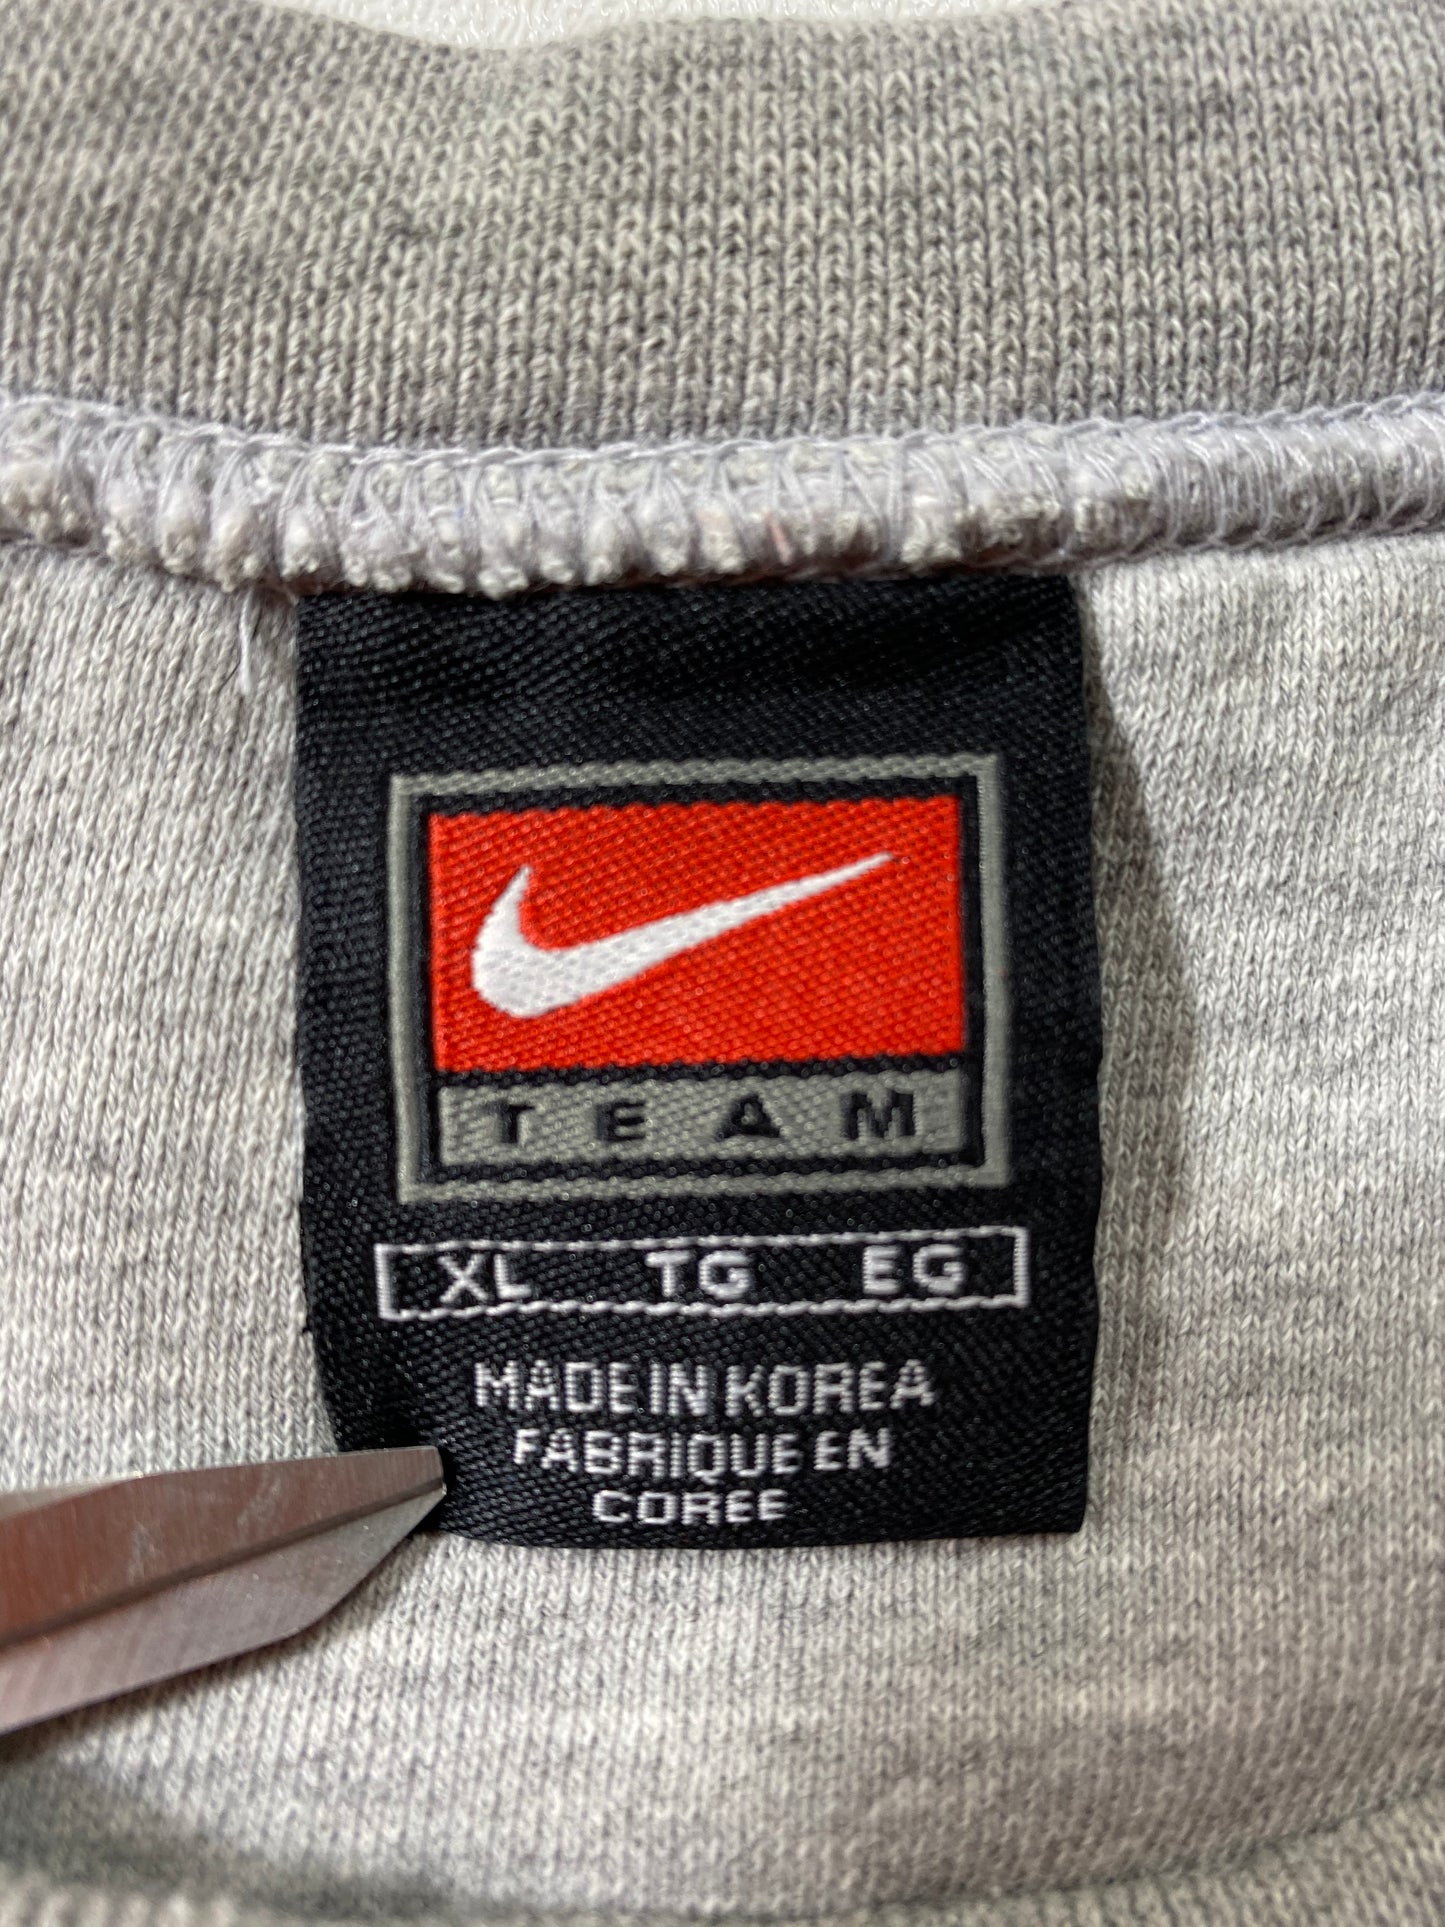 TEAM
XL TG EG
MADE IN KOREA
FABRIQUE EN
COREE